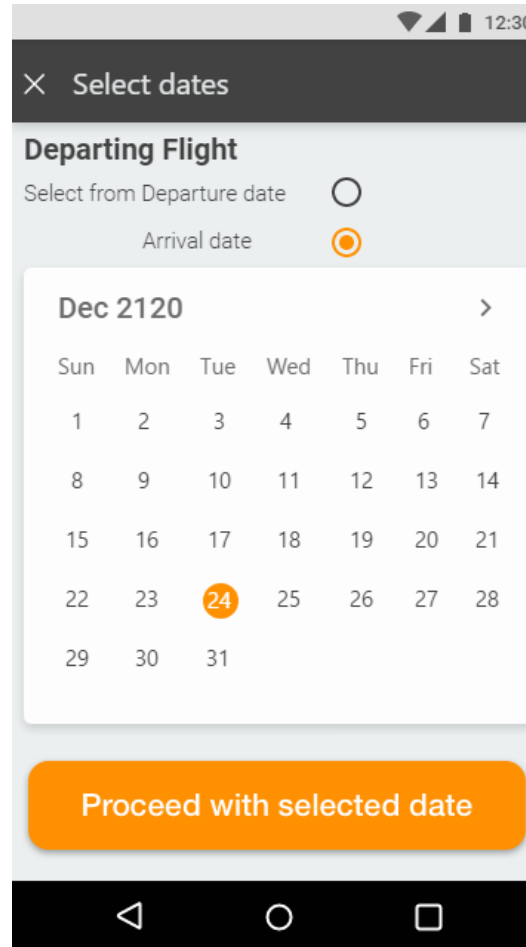 12:30
Select dates
Departing Flight
Select from Departure date
Arrival date
Dec 2120
Sun Mon Tue Wed Thu Fri Sat
1 2 3 4 5 6 7
8 9 10 11 12 13 14
15 16 17 18 19 20 21
22 23 24 25 26 27 28
29 30 31
Proceed with selected date